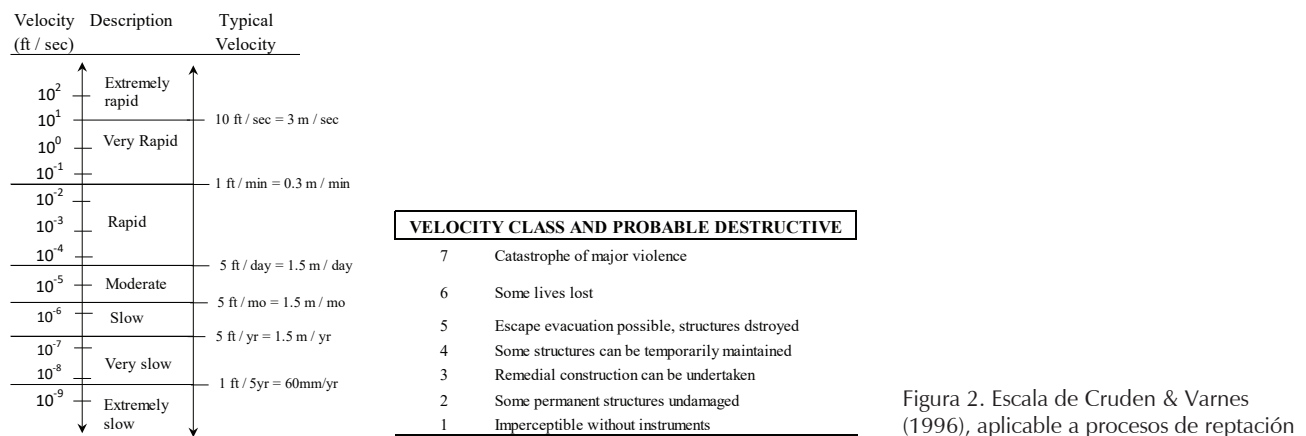 Velocity Description Typical
(ft / sec) Velocity
Extremely
rapid
10²
10¹
10 ft / sec = 3 m / sec
10⁰ Very Rapid
10⁻¹
1 ft / min = 0.3 m / min
10⁻²
10⁻³ Rapid
10⁻⁴
5 ft / day = 1.5 m / day
10⁻⁵ Moderate
5 ft / mo = 1.5 m / mo
10⁻⁶ Slow
5 ft / yr = 1.5 m / yr
10⁻⁷
Very slow
10⁻⁸
1 ft / 5yr = 60mm/yr
10⁻⁹ Extremely
slow
VELOCITY CLASS AND PROBABLE DESTRUCTIVE
7 Catastrophe of major violence
6 Some lives lost
5 Escape evacuation possible, structures dstroyed
4 Some structures can be temporarily maintained
3 Remedial construction can be undertaken
2 Some permanent structures undamaged
1 Imperceptible without instruments
Figura 2. Escala de Cruden & Varnes
(1996), aplicable a procesos de reptación